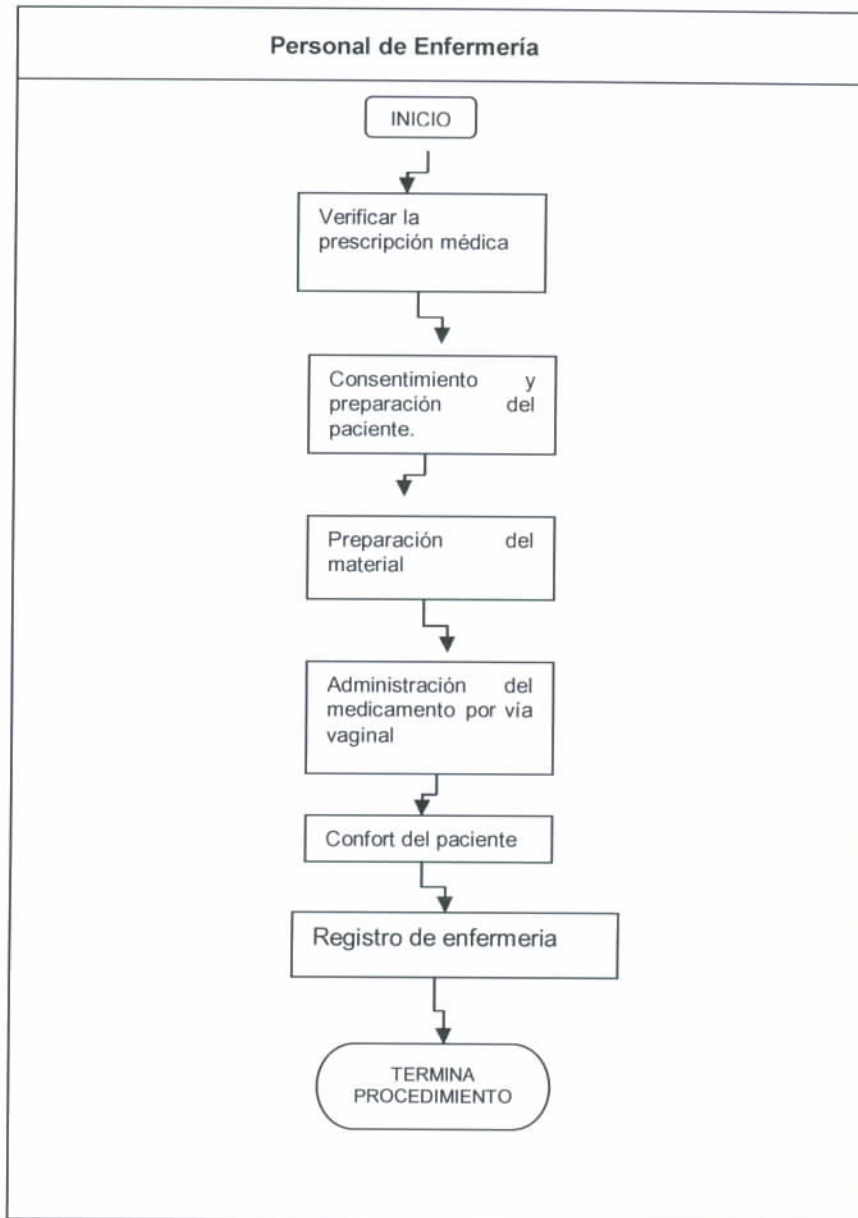 Personal de Enfermería
INICIO
Verificar la
prescripción médica
Consentimiento y
preparación del
paciente.
Preparación del
material
Administración del
medicamento por vía
vaginal
Confort del paciente
Registro de enfermeria
TERMINA
PROCEDIMIENTO